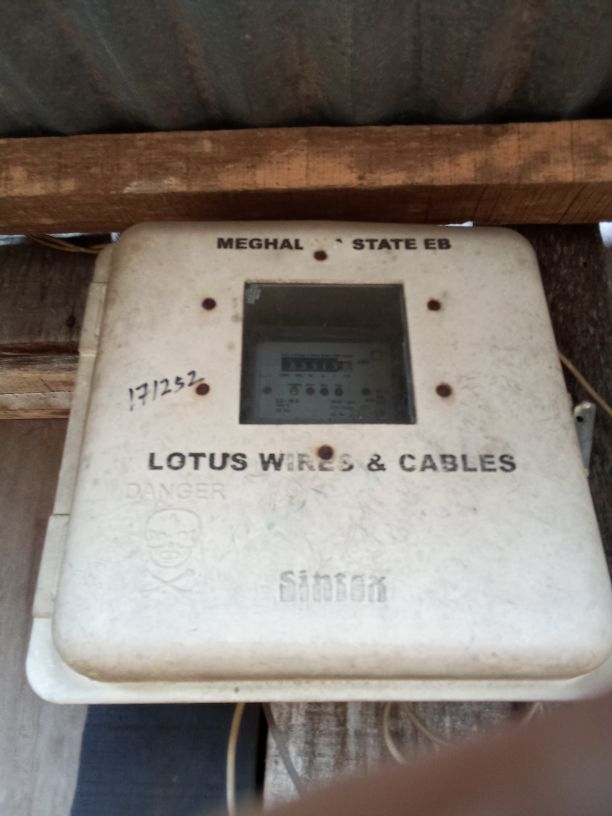 STATE EB
171252
LOTUS WIRES & CABLES
DANGER
Sintex